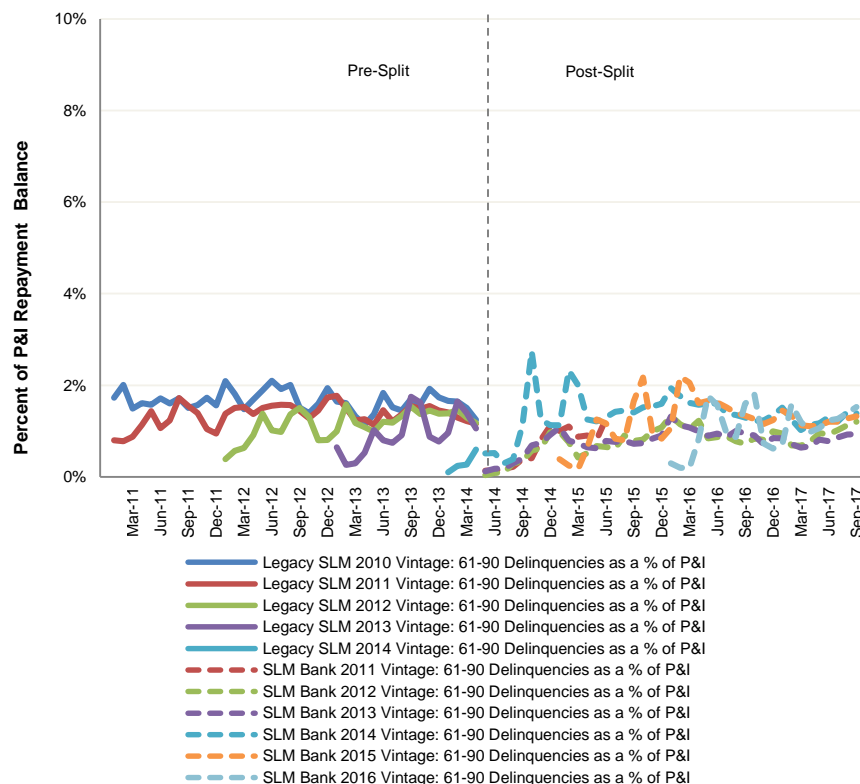 10%
8%
6%
4%
2%
0%
Percent of P&I Repayment Balance
Pre-Split
Post-Split
Mar-11
Jun-11
Sep-11
Dec-11
Mar-12
Jun-12
Sep-12
Dec-12
Mar-13
Jun-13
Sep-13
Dec-13
Mar-14
Jun-14
Sep-14
Dec-14
Mar-15
Jun-15
Sep-15
Dec-15
Mar-16
Jun-16
Sep-16
Dec-16
Mar-17
Jun-17
Sep-17
Legacy SLM 2010 Vintage: 61-90 Delinquencies as a % of P&I
Legacy SLM 2011 Vintage: 61-90 Delinquencies as a % of P&I
Legacy SLM 2012 Vintage: 61-90 Delinquencies as a % of P&I
Legacy SLM 2013 Vintage: 61-90 Delinquencies as a % of P&I
Legacy SLM 2014 Vintage: 61-90 Delinquencies as a % of P&I
SLM Bank 2011 Vintage: 61-90 Delinquencies as a % of P&I
SLM Bank 2012 Vintage: 61-90 Delinquencies as a % of P&I
SLM Bank 2013 Vintage: 61-90 Delinquencies as a % of P&I
SLM Bank 2014 Vintage: 61-90 Delinquencies as a % of P&I
SLM Bank 2015 Vintage: 61-90 Delinquencies as a % of P&I
SLM Bank 2016 Vintage: 61-90 Delinquencies as a % of P&I